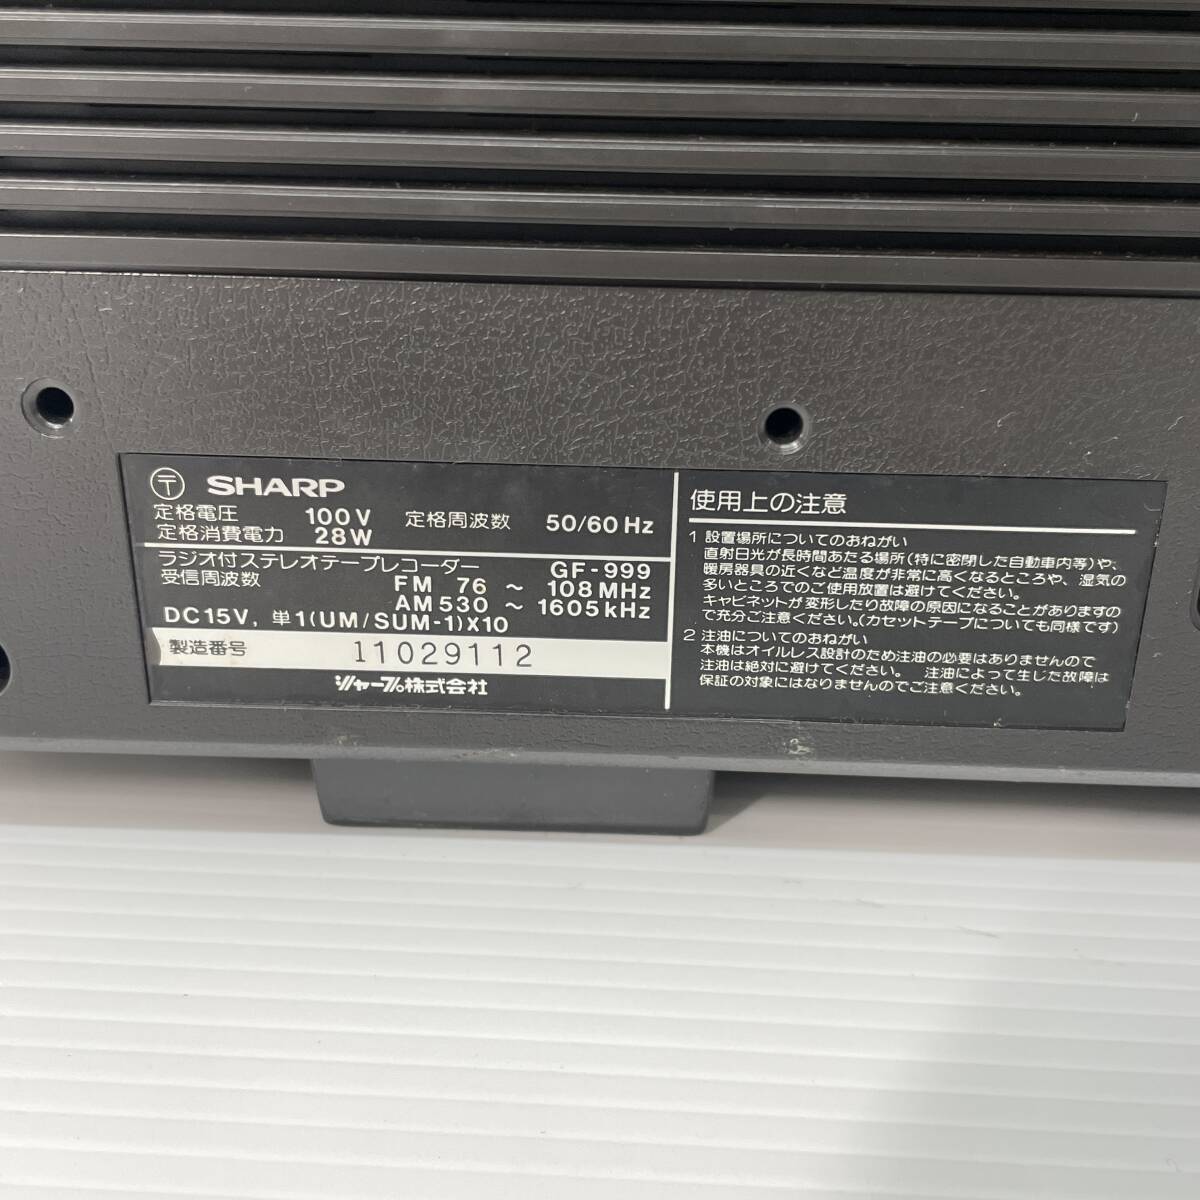 〒 SHARP
定格電圧 100V 定格周波数 50/60Hz
定格消費電力 28W
ラジオ付ステレオテープレコーダー GF-999
受信周波数 FM 76 ～ 108MHz
AM 530 ～ 1605kHz
DC15V, 単1(UM/SUM-1)X10
製造番号 11029112
シャープ株式会社
使用上の注意
1 設置場所についてのおねがい
直射日光が長時間あたる場所(特に密閉した自動車内等)や、
暖房器具の近くなど温度が非常に高くなるところや、湿気の
多いところでのご使用放置は避けてください。
キャビネットが変形したり故障の原因になることがありますの
で充分ご注意ください。(カセットテープについても同様です)
2 注油についてのおねがい
本機はオイルレス設計のため注油の必要はありませんので
注油は絶対に避けてください。 注油によって生じた故障は
保証の対象にはなりませんのでご注意ください。